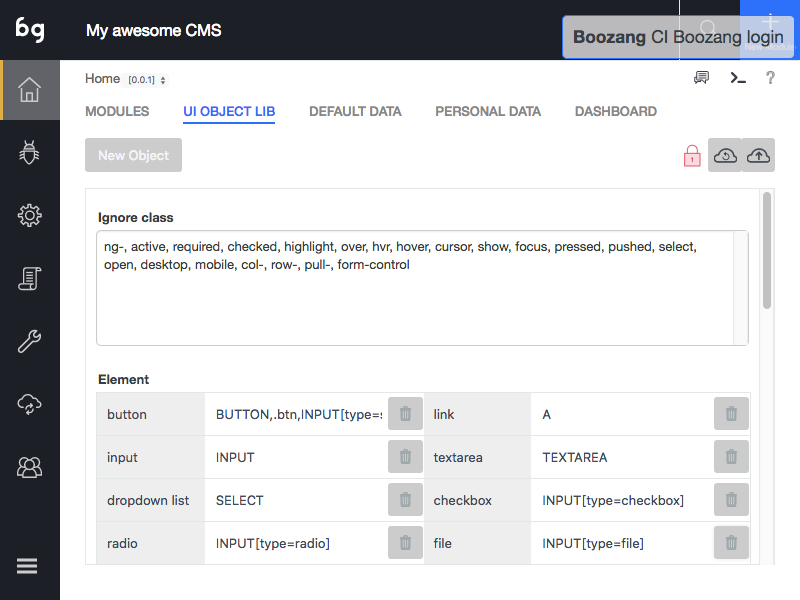 bg
My awesome CMS
Boozang CI Boozang login
Home [0.0.1]
?
MODULES UI OBJECT LIB DEFAULT DATA PERSONAL DATA DASHBOARD
New Object
1
Ignore class
ng-, active, required, checked, highlight, over, hvr, hover, cursor, show, focus, pressed, pushed, select,
open, desktop, mobile, col-, row-, pull-, form-control
Element
button BUTTON,.btn,INPUT[type=s link A
input INPUT textarea TEXTAREA
dropdown list SELECT checkbox INPUT[type=checkbox]
radio INPUT[type=radio] file INPUT[type=file]